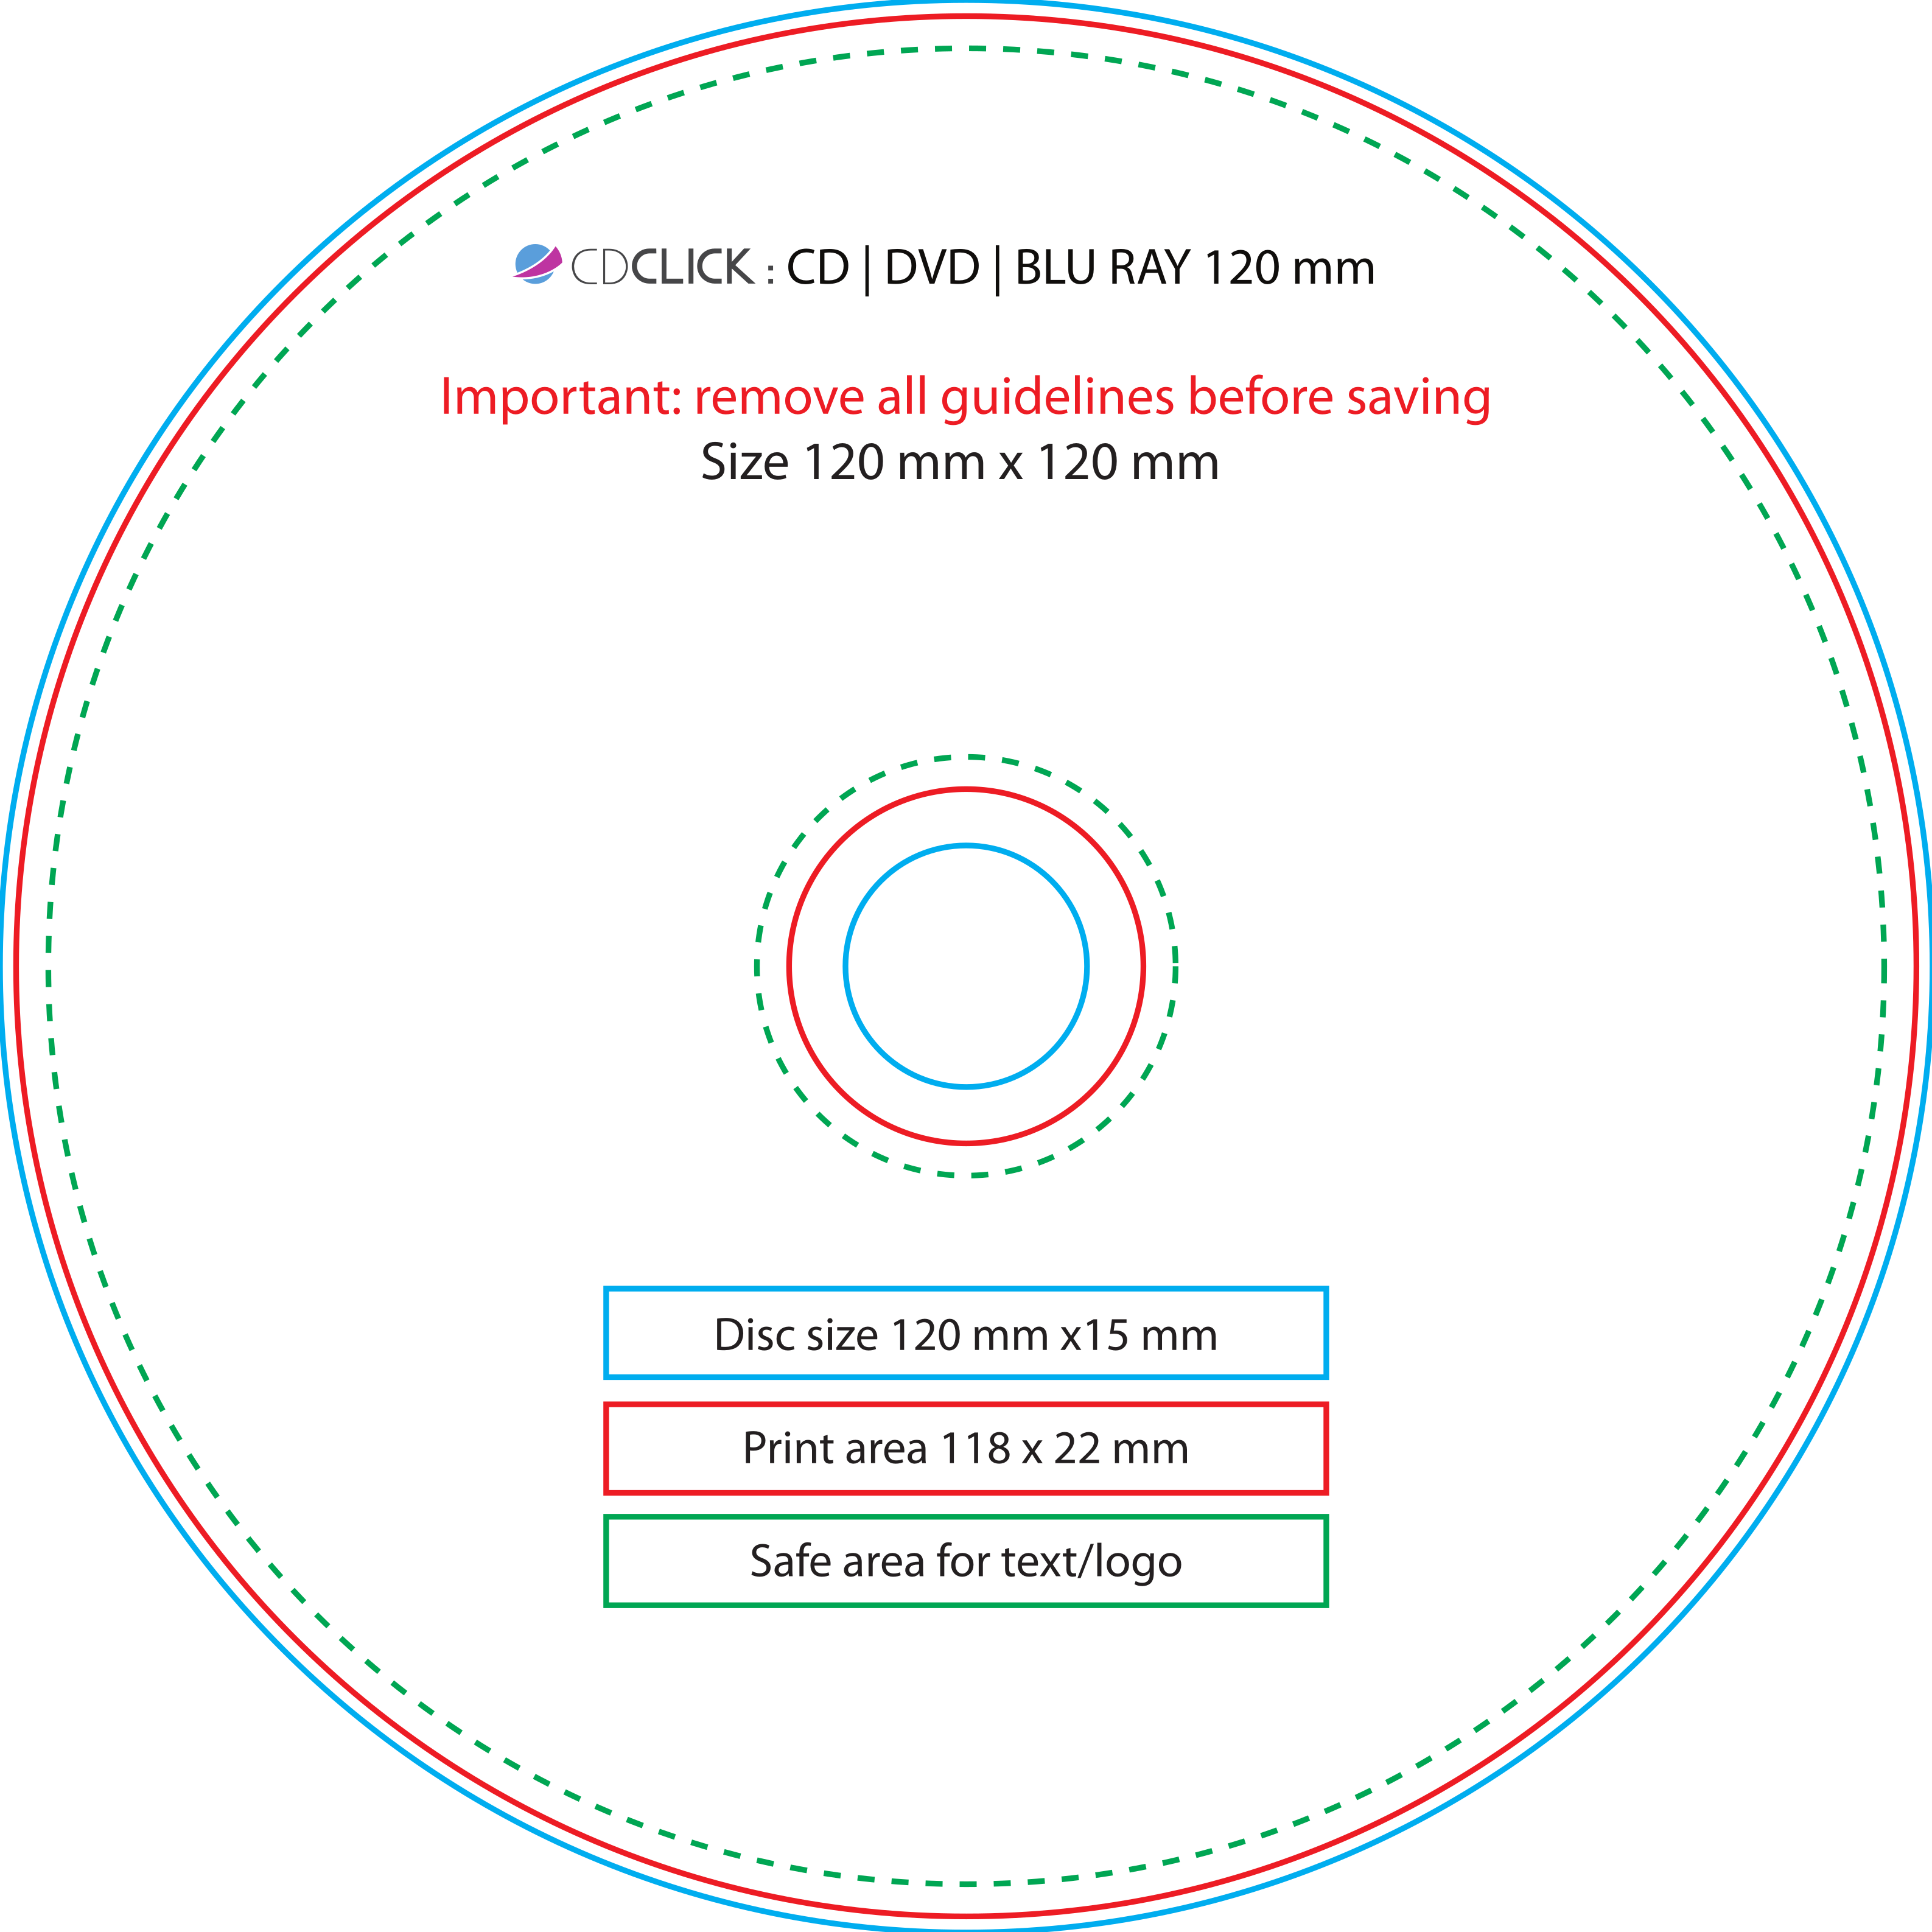 CDCLICK : CD | DVD | BLU RAY 120 mm
Important: remove all guidelines before saving
Size 120 mm x 120 mm
Disc size 120 mm x15 mm
Print area 118 x 22 mm
Safe area for text/logo